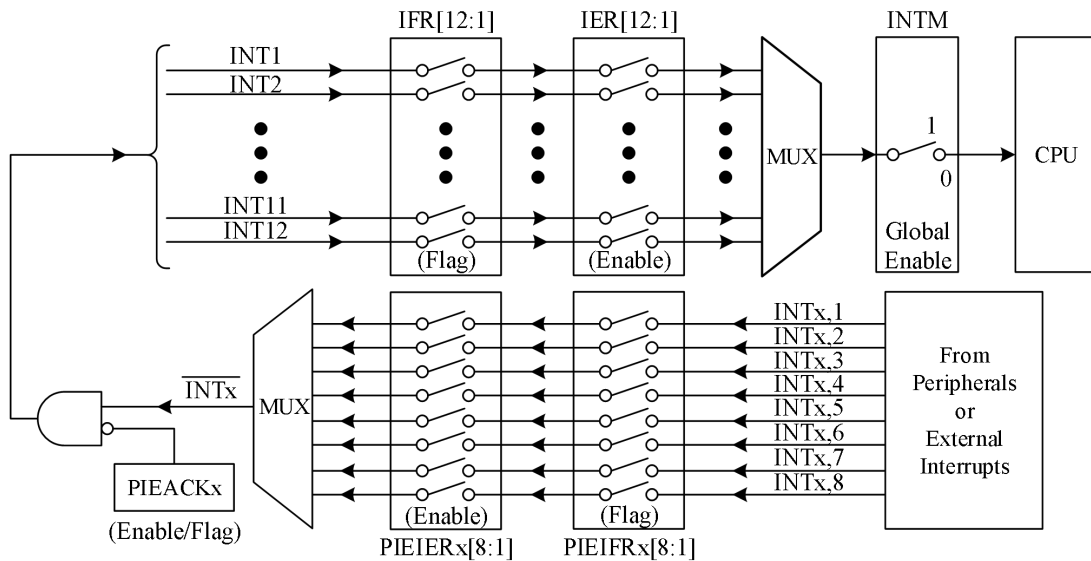 IFR[12:1]
IER[12:1]
INTM
INT1
INT2
INT11
INT12
(Flag)
(Enable)
MUX
1
0
Global
Enable
CPU
INTx
MUX
PIEACKx
(Enable/Flag)
(Enable)
PIEIERx[8:1]
(Flag)
PIEIFRx[8:1]
INTx,1
INTx,2
INTx,3
INTx,4
INTx,5
INTx,6
INTx,7
INTx,8
From
Peripherals
or
External
Interrupts